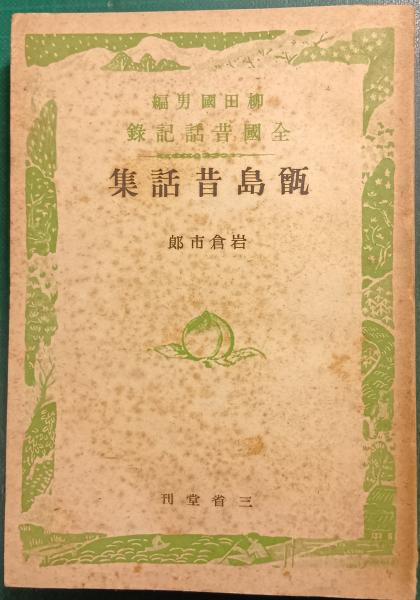 柳田國男編
全國昔話記錄
甑島昔話集
岩倉市郎
三省堂刊